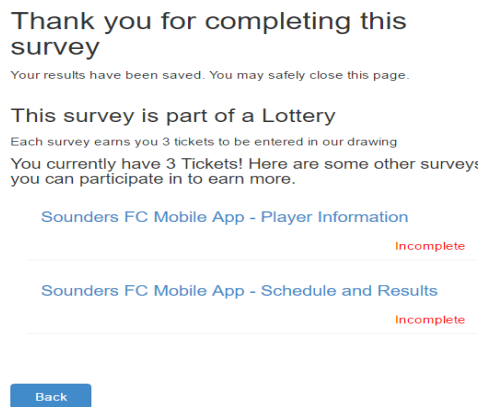 Thank you for completing this
survey
Your results have been saved. You may safely close this page.
This survey is part of a Lottery
Each survey earns you 3 tickets to be entered in our drawing
You currently have 3 Tickets! Here are some other surveys
you can participate in to earn more.
Sounders FC Mobile App - Player Information
Incomplete
Sounders FC Mobile App - Schedule and Results
Incomplete
Back